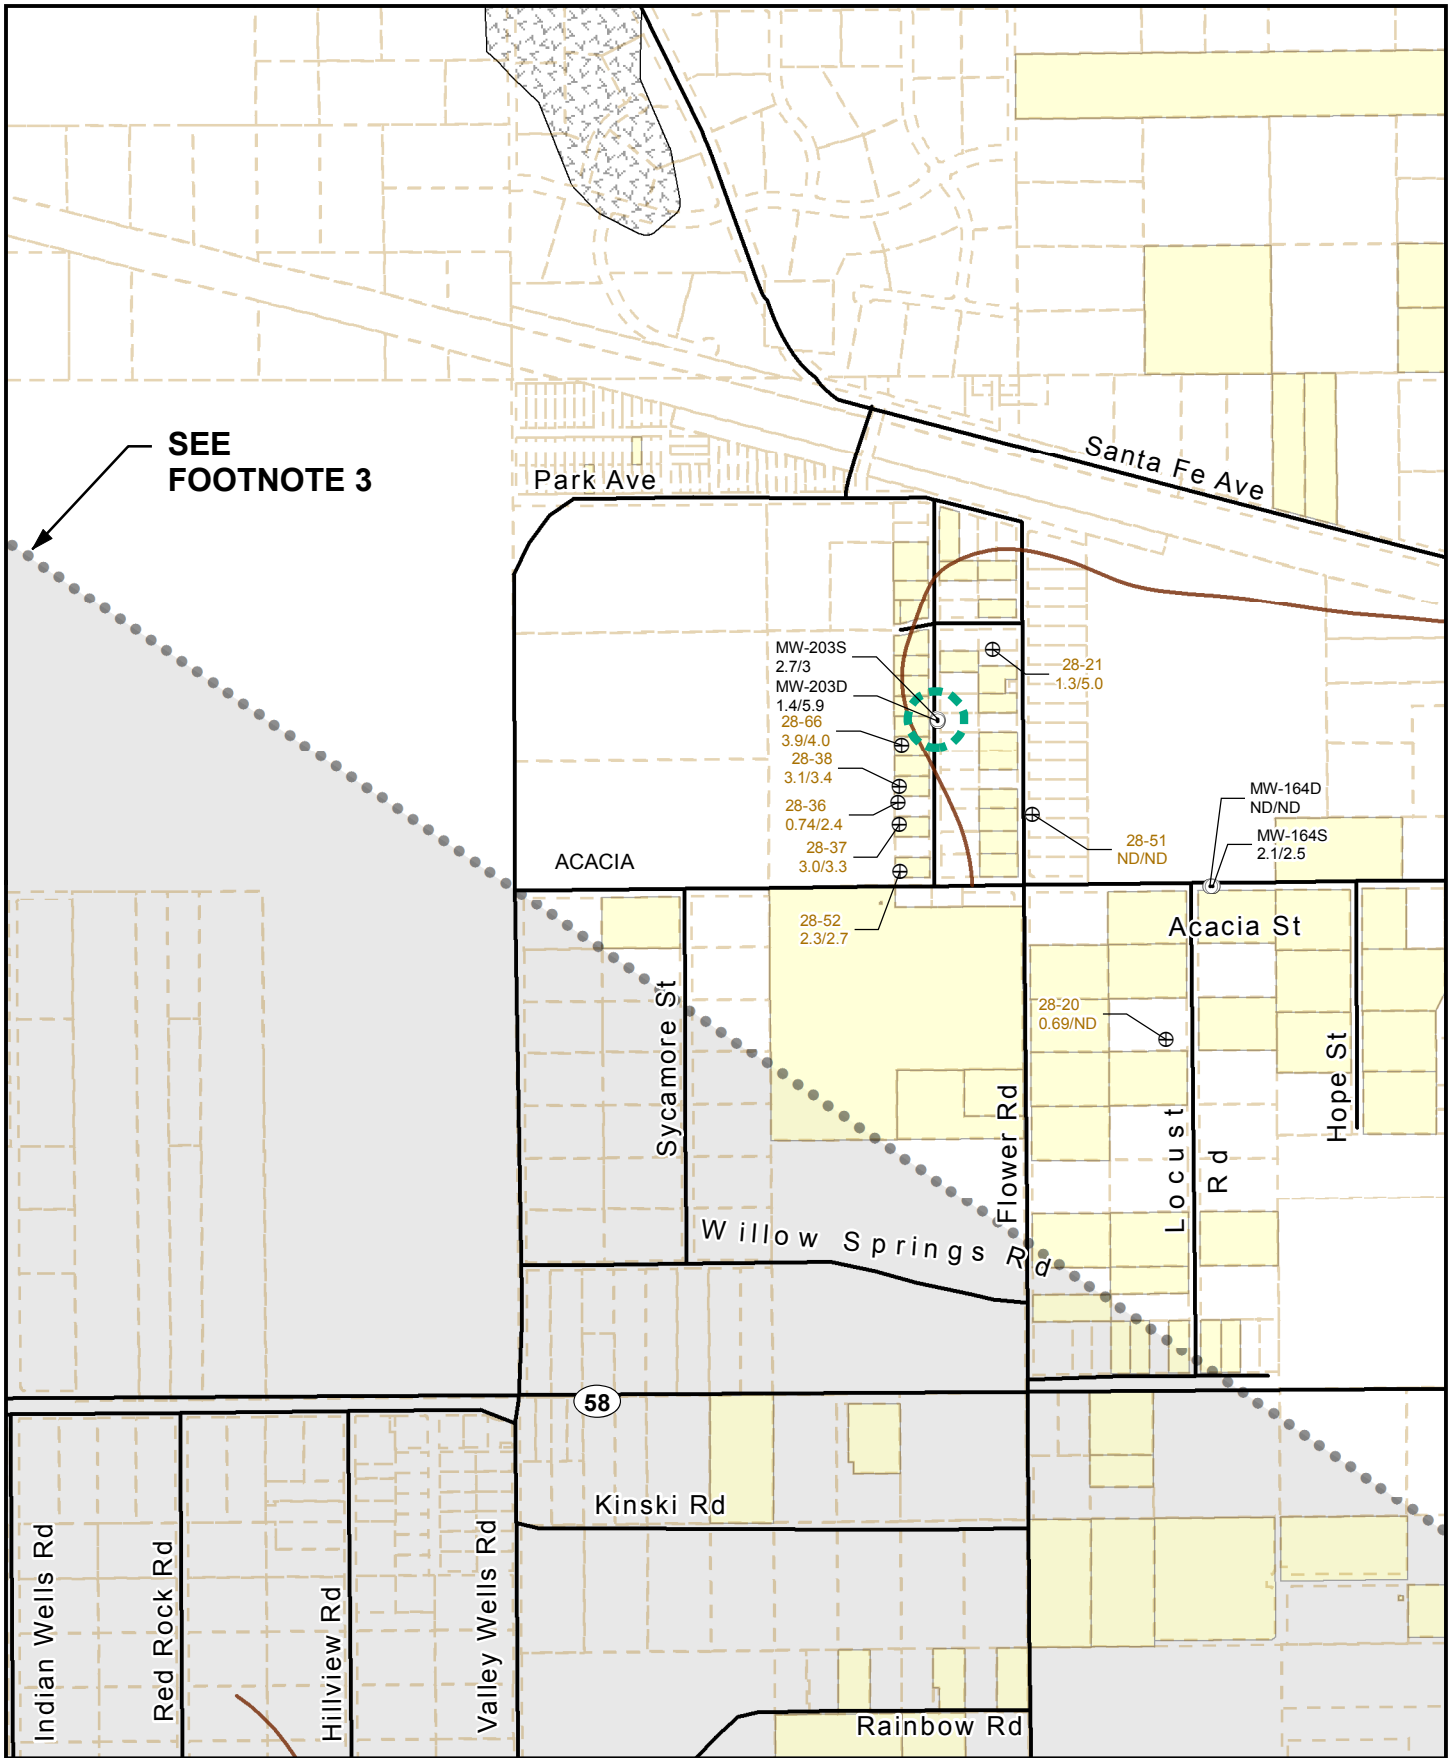 SEE
FOOTNOTE 3
Park Ave
Santa Fe Ave
MW-203S
2.7/3
MW-203D
1.4/5.9
28-66
3.9/4.0
28-38
3.1/3.4
28-36
0.74/2.4
28-37
3.0/3.3
28-21
1.3/5.0
28-51
ND/ND
MW-164D
ND/ND
MW-164S
2.1/2.5
ACACIA
28-52
2.3/2.7
Acacia St
28-20
0.69/ND
Sycamore St
Flower Rd
Locust
Rd
Hope St
Willow Springs Rd
58
Kinski Rd
Indian Wells Rd
Red Rock Rd
Hillview Rd
Valley Wells Rd
Rainbow Rd